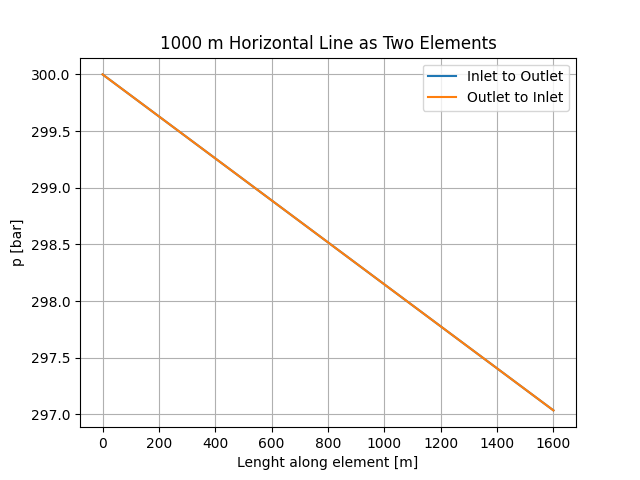 1000 m Horizontal Line as Two Elements
Inlet to Outlet
Outlet to Inlet
p [bar]
300.0
299.5
299.0
298.5
298.0
297.5
297.0
0 200 400 600 800 1000 1200 1400 1600
Lenght along element [m]